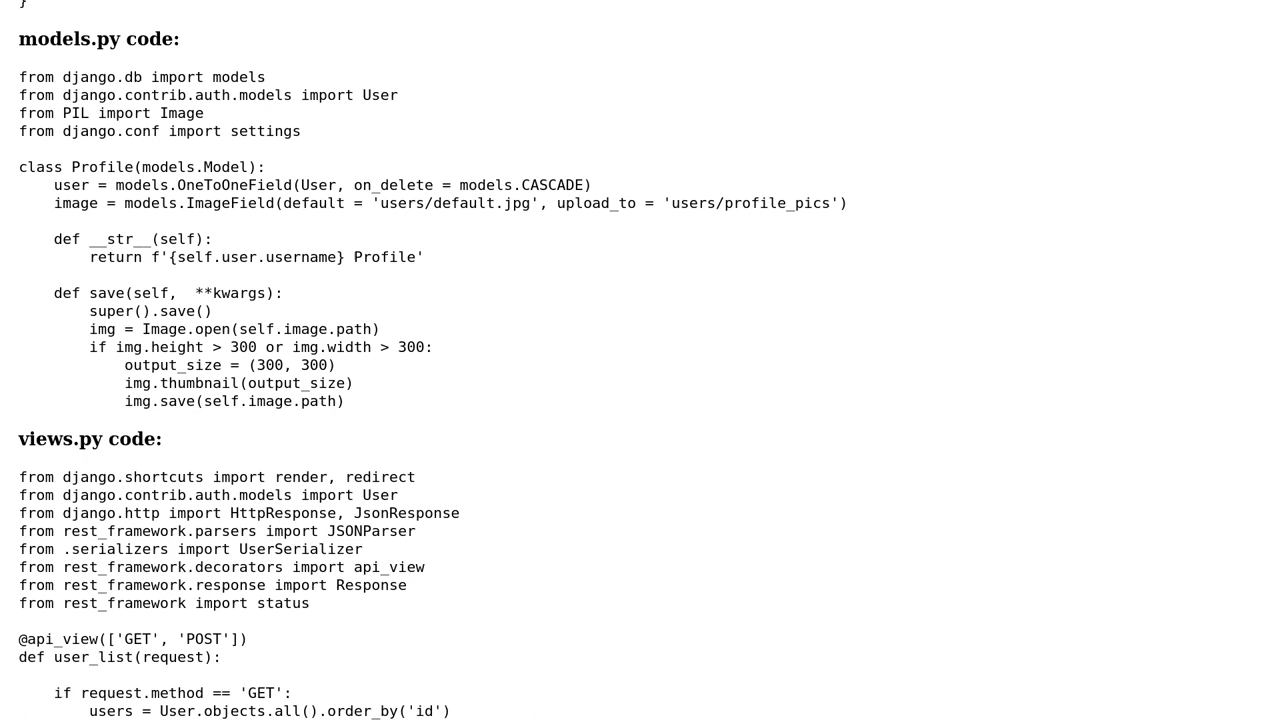 }
models.py code:
from django.db import models
from django.contrib.auth.models import User
from PIL import Image
from django.conf import settings
class Profile(models.Model):
    user = models.OneToOneField(User, on_delete = models.CASCADE)
    image = models.ImageField(default = 'users/default.jpg', upload_to = 'users/profile_pics')
    def __str__(self):
        return f'{self.user.username} Profile'
    def save(self,  **kwargs):
        super().save()
        img = Image.open(self.image.path)
        if img.height > 300 or img.width > 300:
            output_size = (300, 300)
            img.thumbnail(output_size)
            img.save(self.image.path)
views.py code:
from django.shortcuts import render, redirect
from django.contrib.auth.models import User
from django.http import HttpResponse, JsonResponse
from rest_framework.parsers import JSONParser
from .serializers import UserSerializer
from rest_framework.decorators import api_view
from rest_framework.response import Response
from rest_framework import status
@api_view(['GET', 'POST'])
def user_list(request):
    if request.method == 'GET':
        users = User.objects.all().order_by('id')